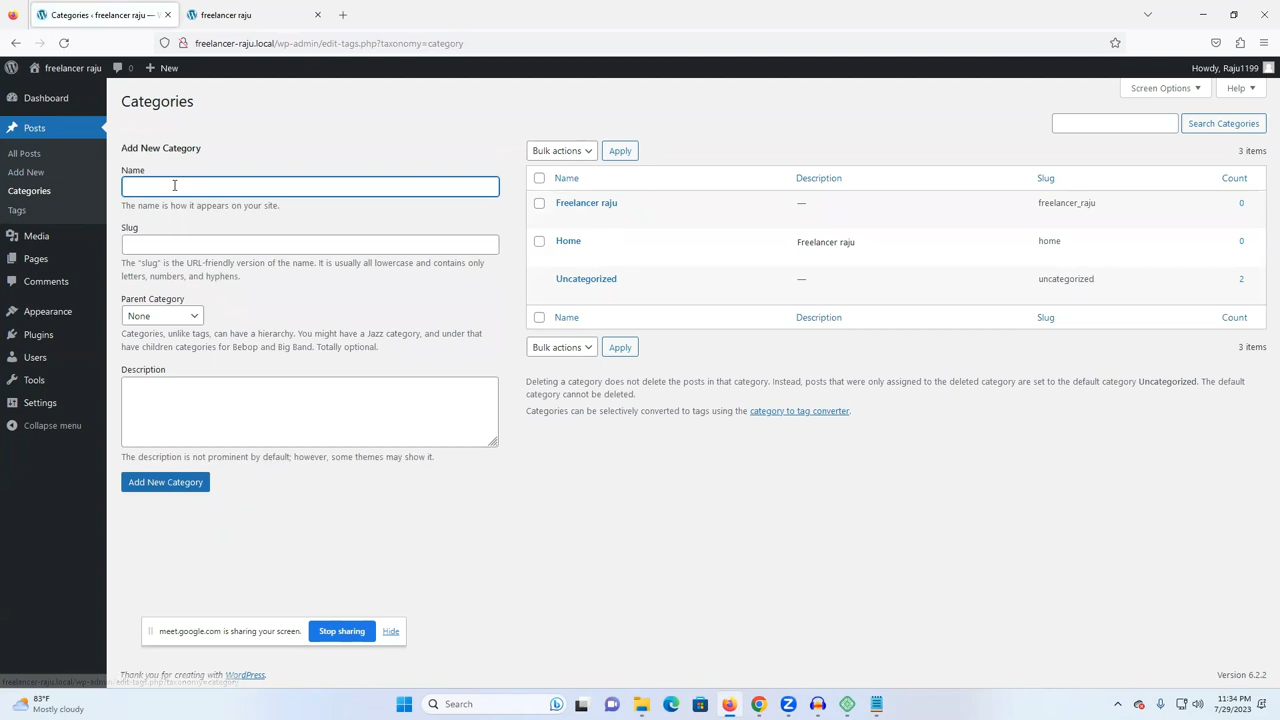 Categories ‹ freelancer raju —
freelancer raju
freelancer-raju.local/wp-admin/edit-tags.php?taxonomy=category
freelancer raju
0
New
Howdy, Raju1199
Dashboard
Posts
All Posts
Add New
Categories
Tags
Media
Pages
Comments
Appearance
Plugins
Users
Tools
Settings
Collapse menu
Categories
Screen Options
Help
Search Categories
Add New Category
Name
The name is how it appears on your site.
Slug
The “slug” is the URL-friendly version of the name. It is usually all lowercase and contains only
letters, numbers, and hyphens.
Parent Category
None
Categories, unlike tags, can have a hierarchy. You might have a Jazz category, and under that
have children categories for Bebop and Big Band. Totally optional.
Description
The description is not prominent by default; however, some themes may show it.
Add New Category
Bulk actions
Apply
3 items
Name Description Slug Count
Freelancer raju — freelancer_raju 0
Home Freelancer raju home 0
Uncategorized — uncategorized 2
Name Description Slug Count
Bulk actions
Apply
3 items
Deleting a category does not delete the posts in that category. Instead, posts that were only assigned to the deleted category are set to the default category Uncategorized. The default
category cannot be deleted.
Categories can be selectively converted to tags using the category to tag converter.
meet.google.com is sharing your screen.
Stop sharing
Hide
Thank you for creating with WordPress.
Version 6.2.2
freelancer-raju.local/wp-admin/edit-tags.php?taxonomy=category
83°F
Mostly cloudy
Search
11:34 PM
7/29/2023